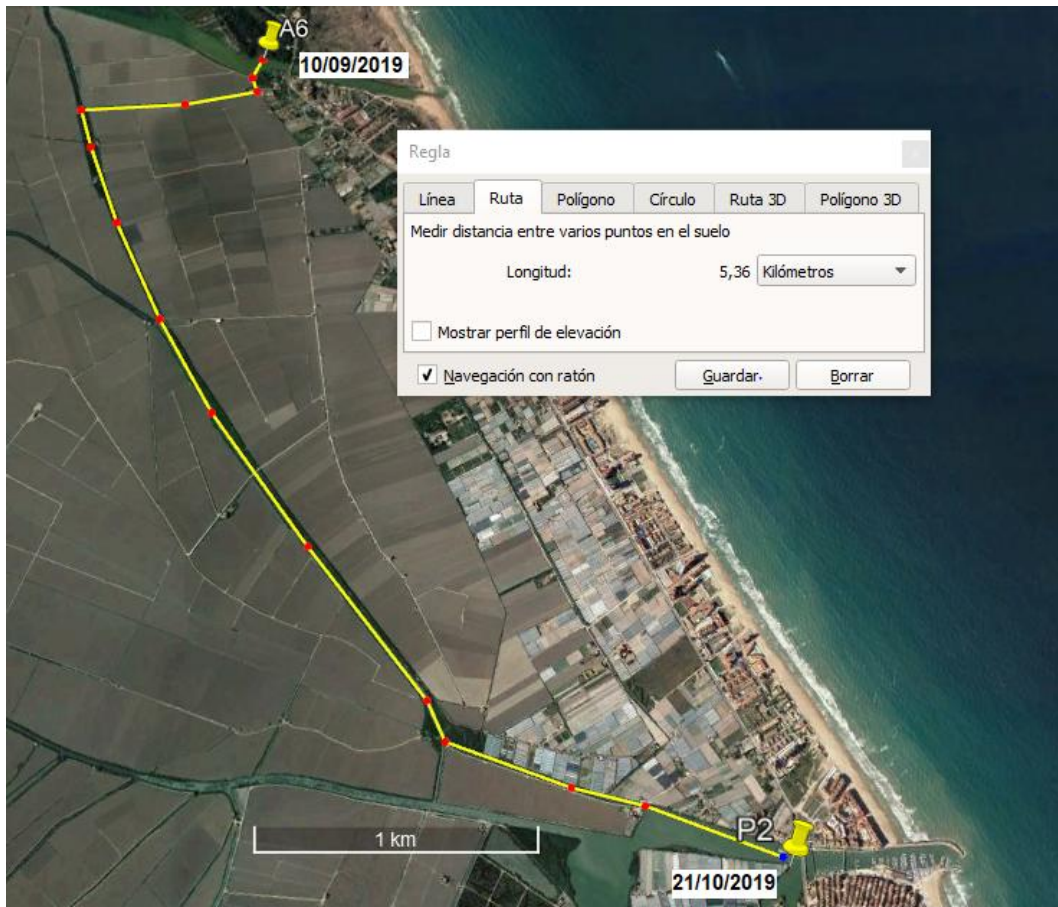 A6
10/09/2019
Regla
Línea Ruta Polígono Círculo Ruta 3D Polígono 3D
Medir distancia entre varios puntos en el suelo
Longitud: 5,36 Kilómetros
Mostrar perfil de elevación
Navegación con ratón Guardar. Borrar
1 km
P2
21/10/2019